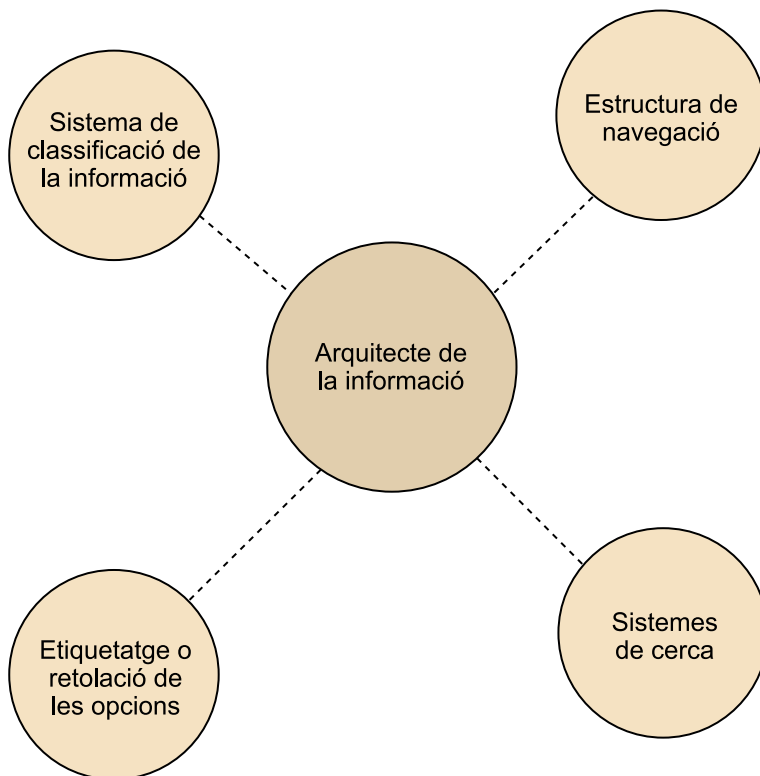 Sistema de
classificació de
la informació
Estructura de
navegació
Arquitecte de
la informació
Etiquetatge o
retolació de
les opcions
Sistemes
de cerca